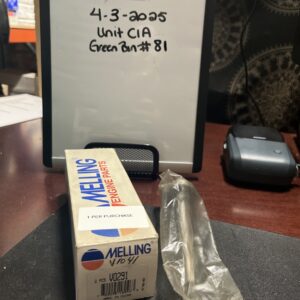 4-3-2025
Unit C1A
Green Bin # 81
MELLING
ENGINE PARTS
1 PER PURCHASE
MELLING
V1041
V0291